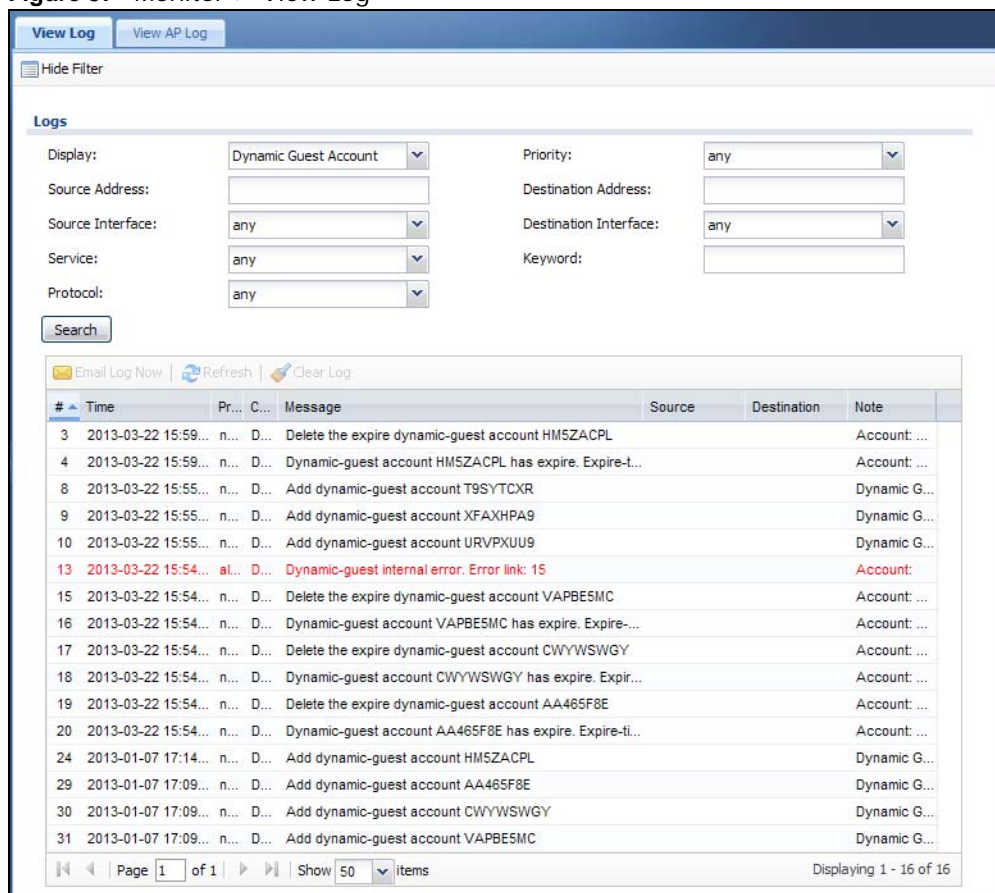 View Log View AP Log
Hide Filter
Logs
Display: Dynamic Guest Account Priority: any
Source Address: Destination Address:
Source Interface: any Destination Interface: any
Service: any Keyword:
Protocol: any
Search
Email Log Now | Refresh | Clear Log
# Time Pr... C... Message Source Destination Note
3 2013-03-22 15:59... n... D... Delete the expire dynamic-guest account HM5ZACPL Account: ...
4 2013-03-22 15:59... n... D... Dynamic-guest account HM5ZACPL has expire. Expire-t... Account: ...
8 2013-03-22 15:55... n... D... Add dynamic-guest account T9SYTCXR Dynamic G...
9 2013-03-22 15:55... n... D... Add dynamic-guest account XFAXHPA9 Dynamic G...
10 2013-03-22 15:55... n... D... Add dynamic-guest account URVPXUU9 Dynamic G...
13 2013-03-22 15:54... al... D... Dynamic-guest internal error. Error link: 15 Account:
15 2013-03-22 15:54... n... D... Delete the expire dynamic-guest account VAPBE5MC Account: ...
16 2013-03-22 15:54... n... D... Dynamic-guest account VAPBE5MC has expire. Expire-... Account: ...
17 2013-03-22 15:54... n... D... Delete the expire dynamic-guest account CWYWSWGY Account: ...
18 2013-03-22 15:54... n... D... Dynamic-guest account CWYWSWGY has expire. Expir... Account: ...
19 2013-03-22 15:54... n... D... Delete the expire dynamic-guest account AA465F8E Account: ...
20 2013-03-22 15:54... n... D... Dynamic-guest account AA465F8E has expire. Expire-ti... Account: ...
24 2013-01-07 17:14... n... D... Add dynamic-guest account HM5ZACPL Dynamic G...
29 2013-01-07 17:09... n... D... Add dynamic-guest account AA465F8E Dynamic G...
30 2013-01-07 17:09... n... D... Add dynamic-guest account CWYWSWGY Dynamic G...
31 2013-01-07 17:09... n... D... Add dynamic-guest account VAPBE5MC Dynamic G...
Page 1 of 1 Show 50 items Displaying 1 - 16 of 16